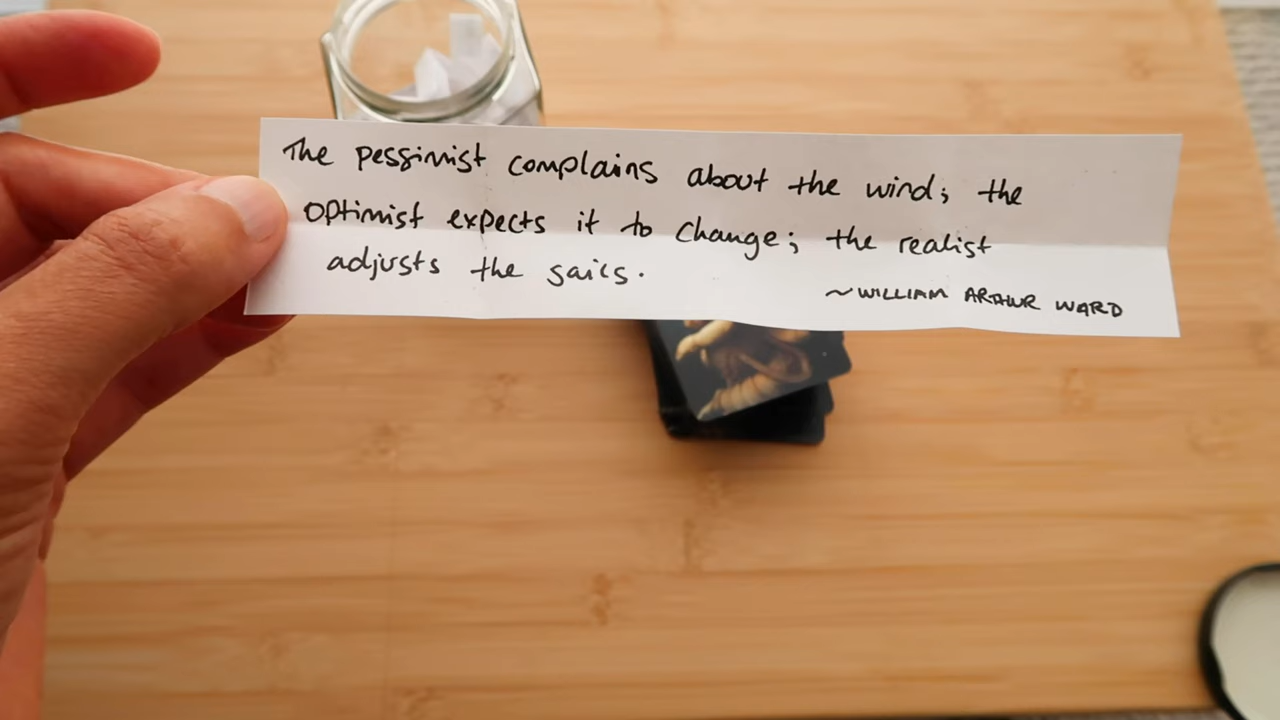 The pessimist complains about the wind; the
optimist expects it to change; the realist
adjusts the sails.
~WILLIAM ARTHUR WARD